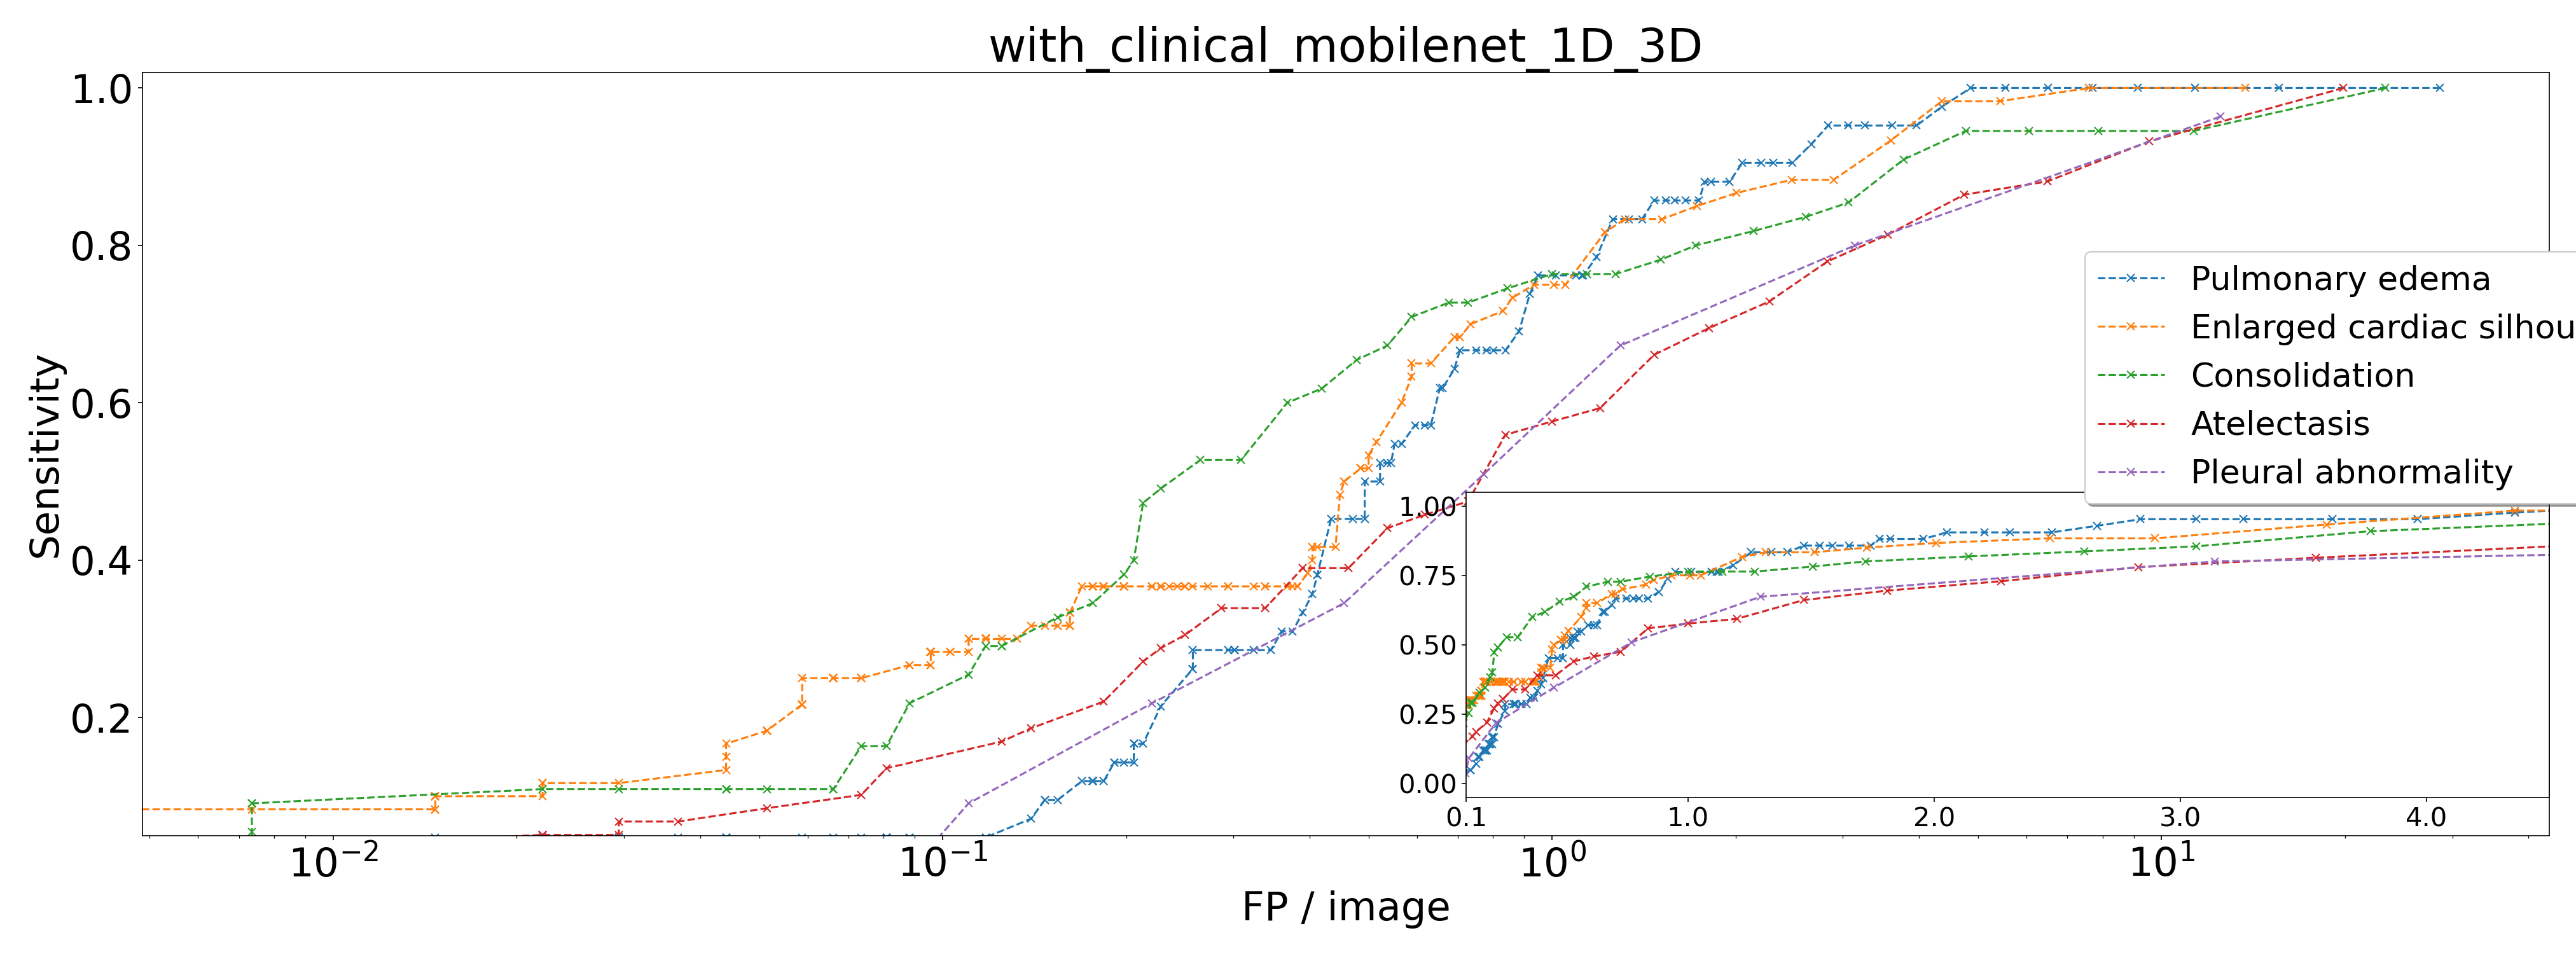 with_clinical_mobilenet_1D_3D
1.0
0.8
0.6
0.4
0.2
Sensitivity
Pulmonary edema
Enlarged cardiac silhou
Consolidation
Atelectasis
Pleural abnormality
1.00
0.75
0.50
0.25
0.00
0.1 1.0 2.0 3.0 4.0
10⁻² 10⁻¹ 10⁰ 10¹
FP / image